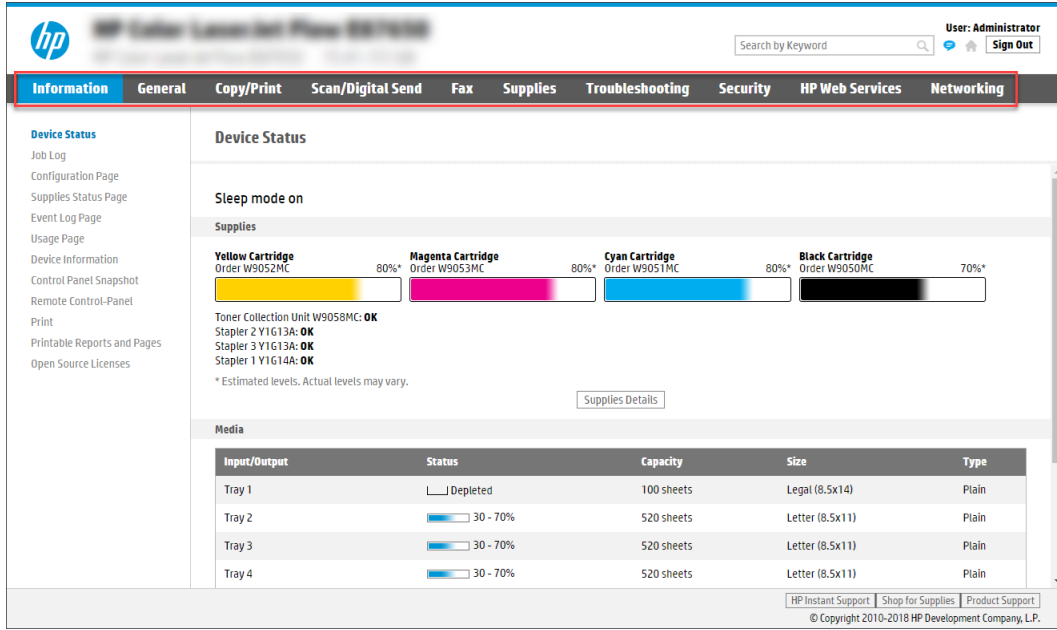 hp
User: Administrator
Search by Keyword
Sign Out
Information General Copy/Print Scan/Digital Send Fax Supplies Troubleshooting Security HP Web Services Networking
Device Status
Job Log
Configuration Page
Supplies Status Page
Event Log Page
Usage Page
Device Information
Control Panel Snapshot
Remote Control-Panel
Print
Printable Reports and Pages
Open Source Licenses
Device Status
Sleep mode on
Supplies
Yellow Cartridge Magenta Cartridge Cyan Cartridge Black Cartridge
Order W9052MC 80%* Order W9053MC 80%* Order W9051MC 80%* Order W9050MC 70%*
Toner Collection Unit W9058MC: OK
Stapler 2 Y1G13A: OK
Stapler 3 Y1G13A: OK
Stapler 1 Y1G14A: OK
* Estimated levels. Actual levels may vary.
Supplies Details
Media
Input/Output Status Capacity Size Type
Tray 1 Depleted 100 sheets Legal (8.5x14) Plain
Tray 2 30 - 70% 520 sheets Letter (8.5x11) Plain
Tray 3 30 - 70% 520 sheets Letter (8.5x11) Plain
Tray 4 30 - 70% 520 sheets Letter (8.5x11) Plain
HP Instant Support Shop for Supplies Product Support
© Copyright 2010-2018 HP Development Company, L.P.